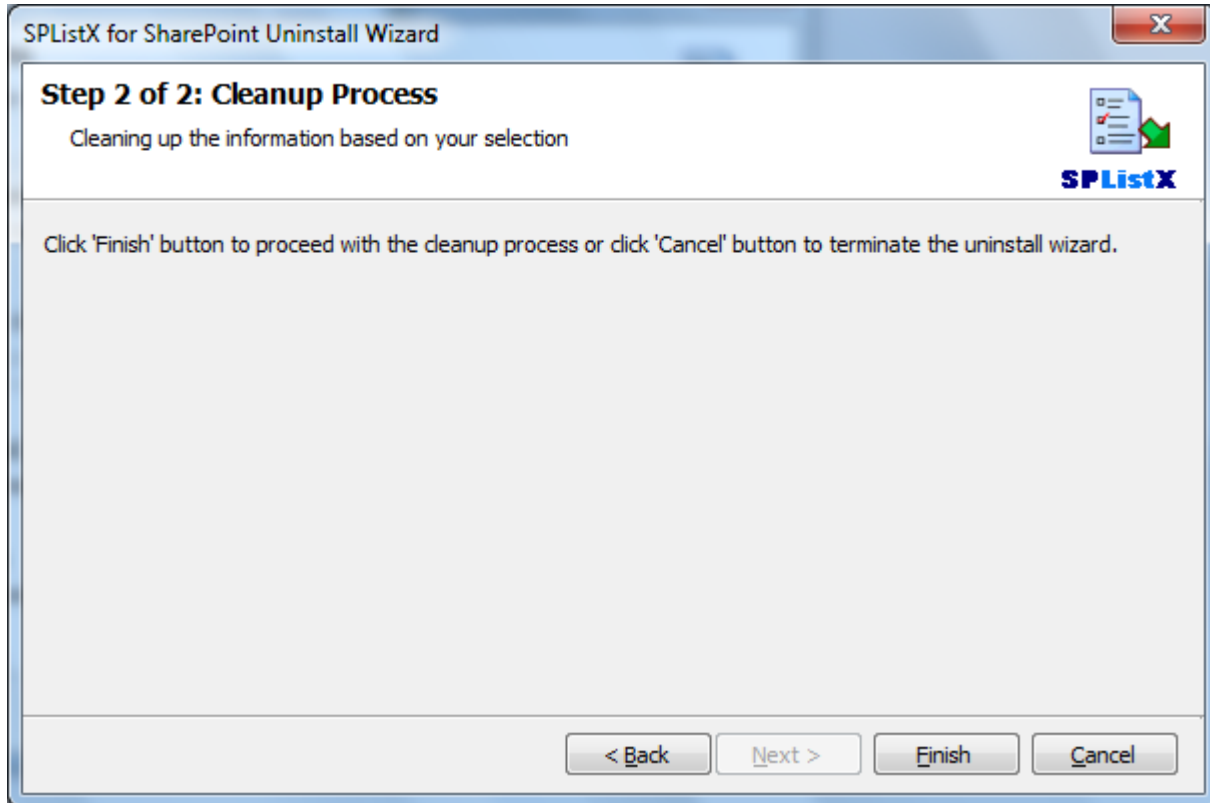 SPListX for SharePoint Uninstall Wizard
Step 2 of 2: Cleanup Process
Cleaning up the information based on your selection
SPListX
Click 'Finish' button to proceed with the cleanup process or click 'Cancel' button to terminate the uninstall wizard.
< Back Next > Finish Cancel